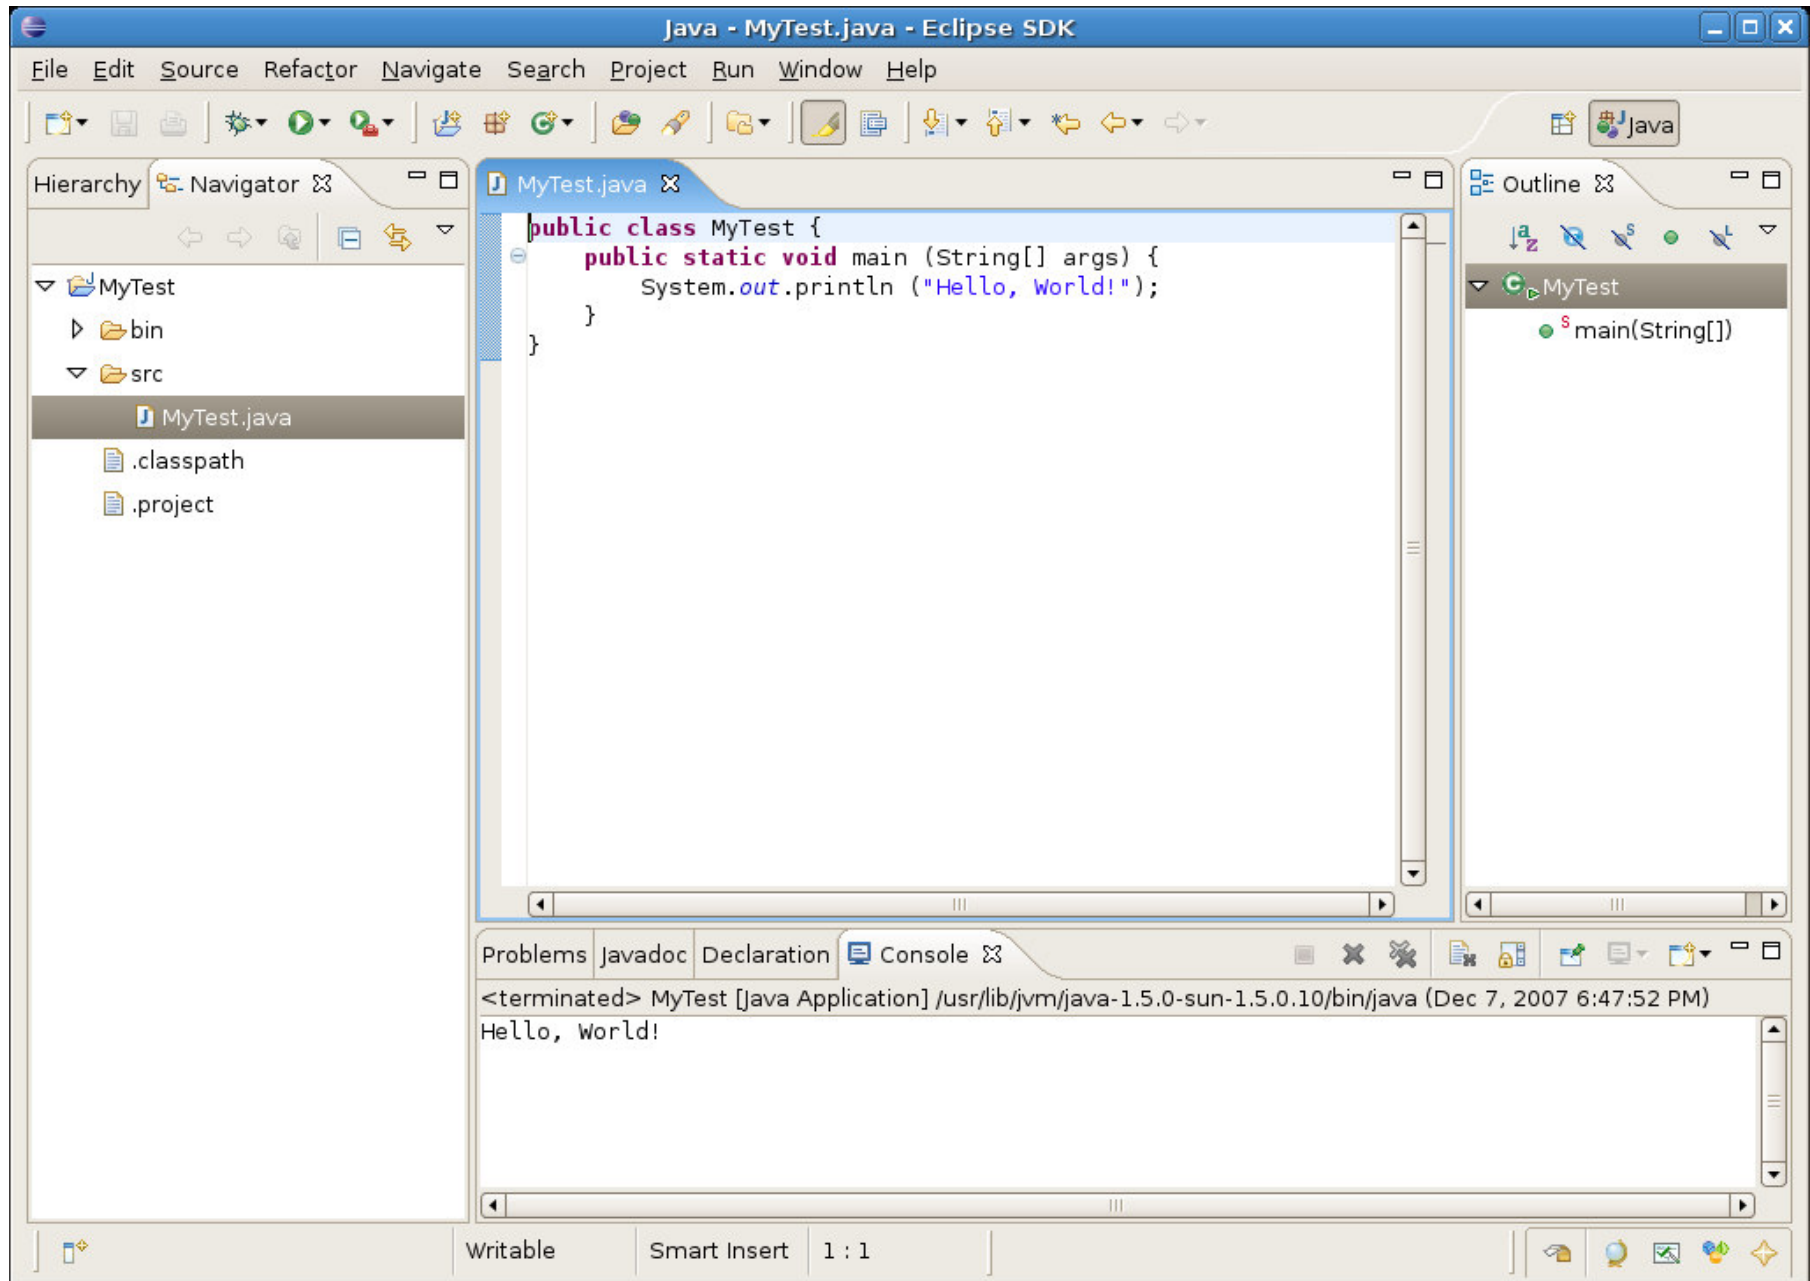 Java - MyTest.java - Eclipse SDK
File Edit Source Refactor Navigate Search Project Run Window Help
Java
Hierarchy Navigator
MyTest
bin
src
MyTest.java
.classpath
.project
MyTest.java
public class MyTest {
    public static void main (String[] args) {
        System.out.println ("Hello, World!");
    }
}
Outline
MyTest
S main(String[])
Problems Javadoc Declaration Console
<terminated> MyTest [Java Application] /usr/lib/jvm/java-1.5.0-sun-1.5.0.10/bin/java (Dec 7, 2007 6:47:52 PM)
Hello, World!
Writable Smart Insert 1 : 1